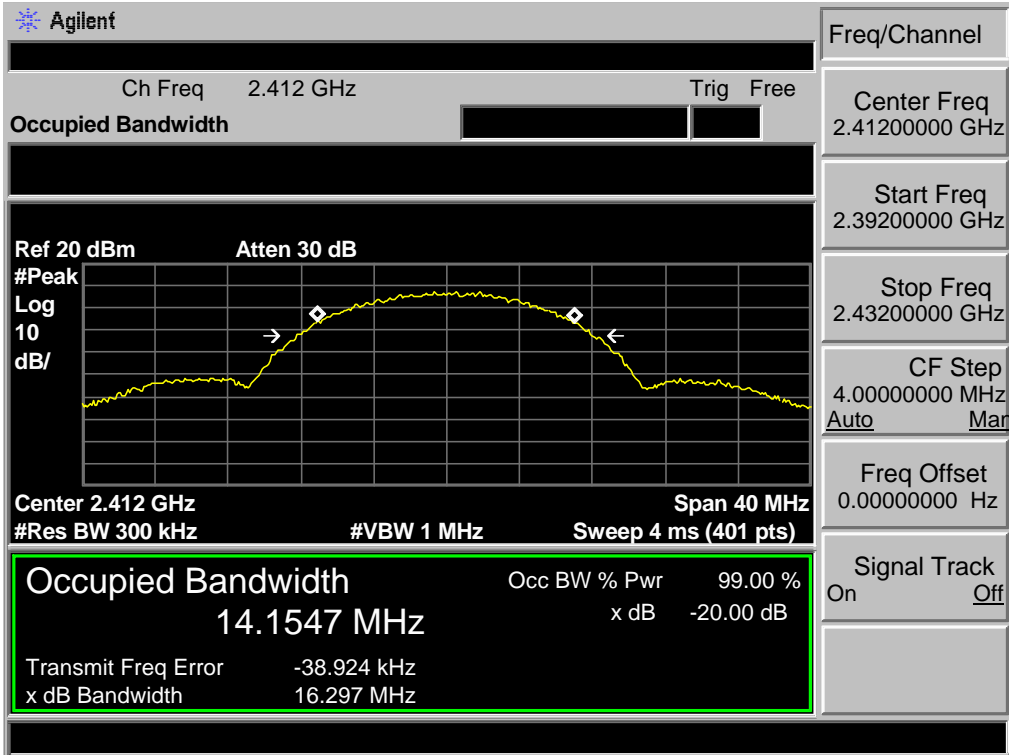 Agilent
Freq/Channel
Ch Freq 2.412 GHz Trig Free
Occupied Bandwidth
Center Freq
2.41200000 GHz
Start Freq
2.39200000 GHz
Stop Freq
2.43200000 GHz
CF Step
4.00000000 MHz
Auto Man
Freq Offset
0.00000000 Hz
Signal Track
On Off
Ref 20 dBm Atten 30 dB
#Peak
Log
10
dB/
Center 2.412 GHz Span 40 MHz
#Res BW 300 kHz #VBW 1 MHz Sweep 4 ms (401 pts)
Occupied Bandwidth Occ BW % Pwr 99.00 %
14.1547 MHz x dB -20.00 dB
Transmit Freq Error -38.924 kHz
x dB Bandwidth 16.297 MHz